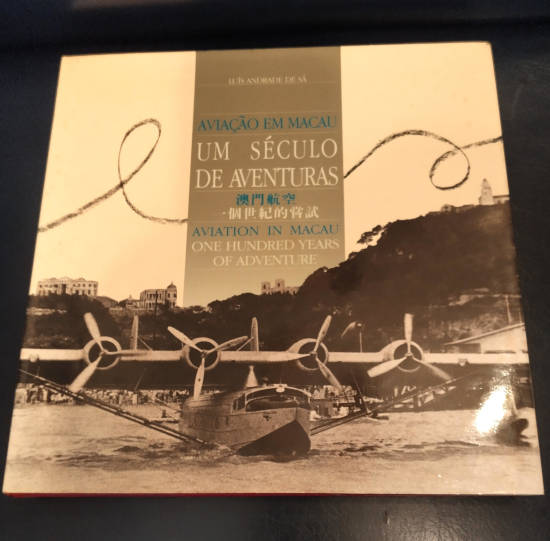 LUÍS ANDRADE DE SÁ
AVIAÇÃO EM MACAU
UM SÉCULO
DE AVENTURAS
澳門航空
一個世紀的嘗試
AVIATION IN MACAU
ONE HUNDRED YEARS
OF ADVENTURE